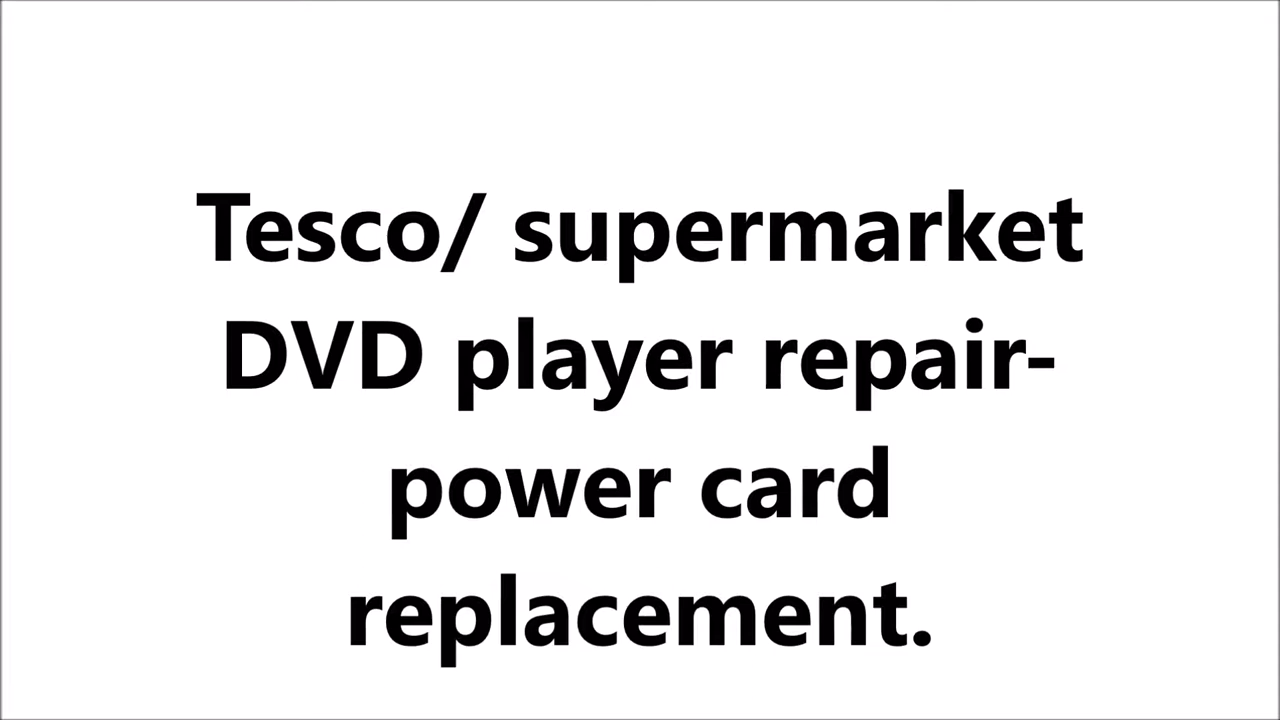 Tesco/ supermarket
DVD player repair-
power card
replacement.